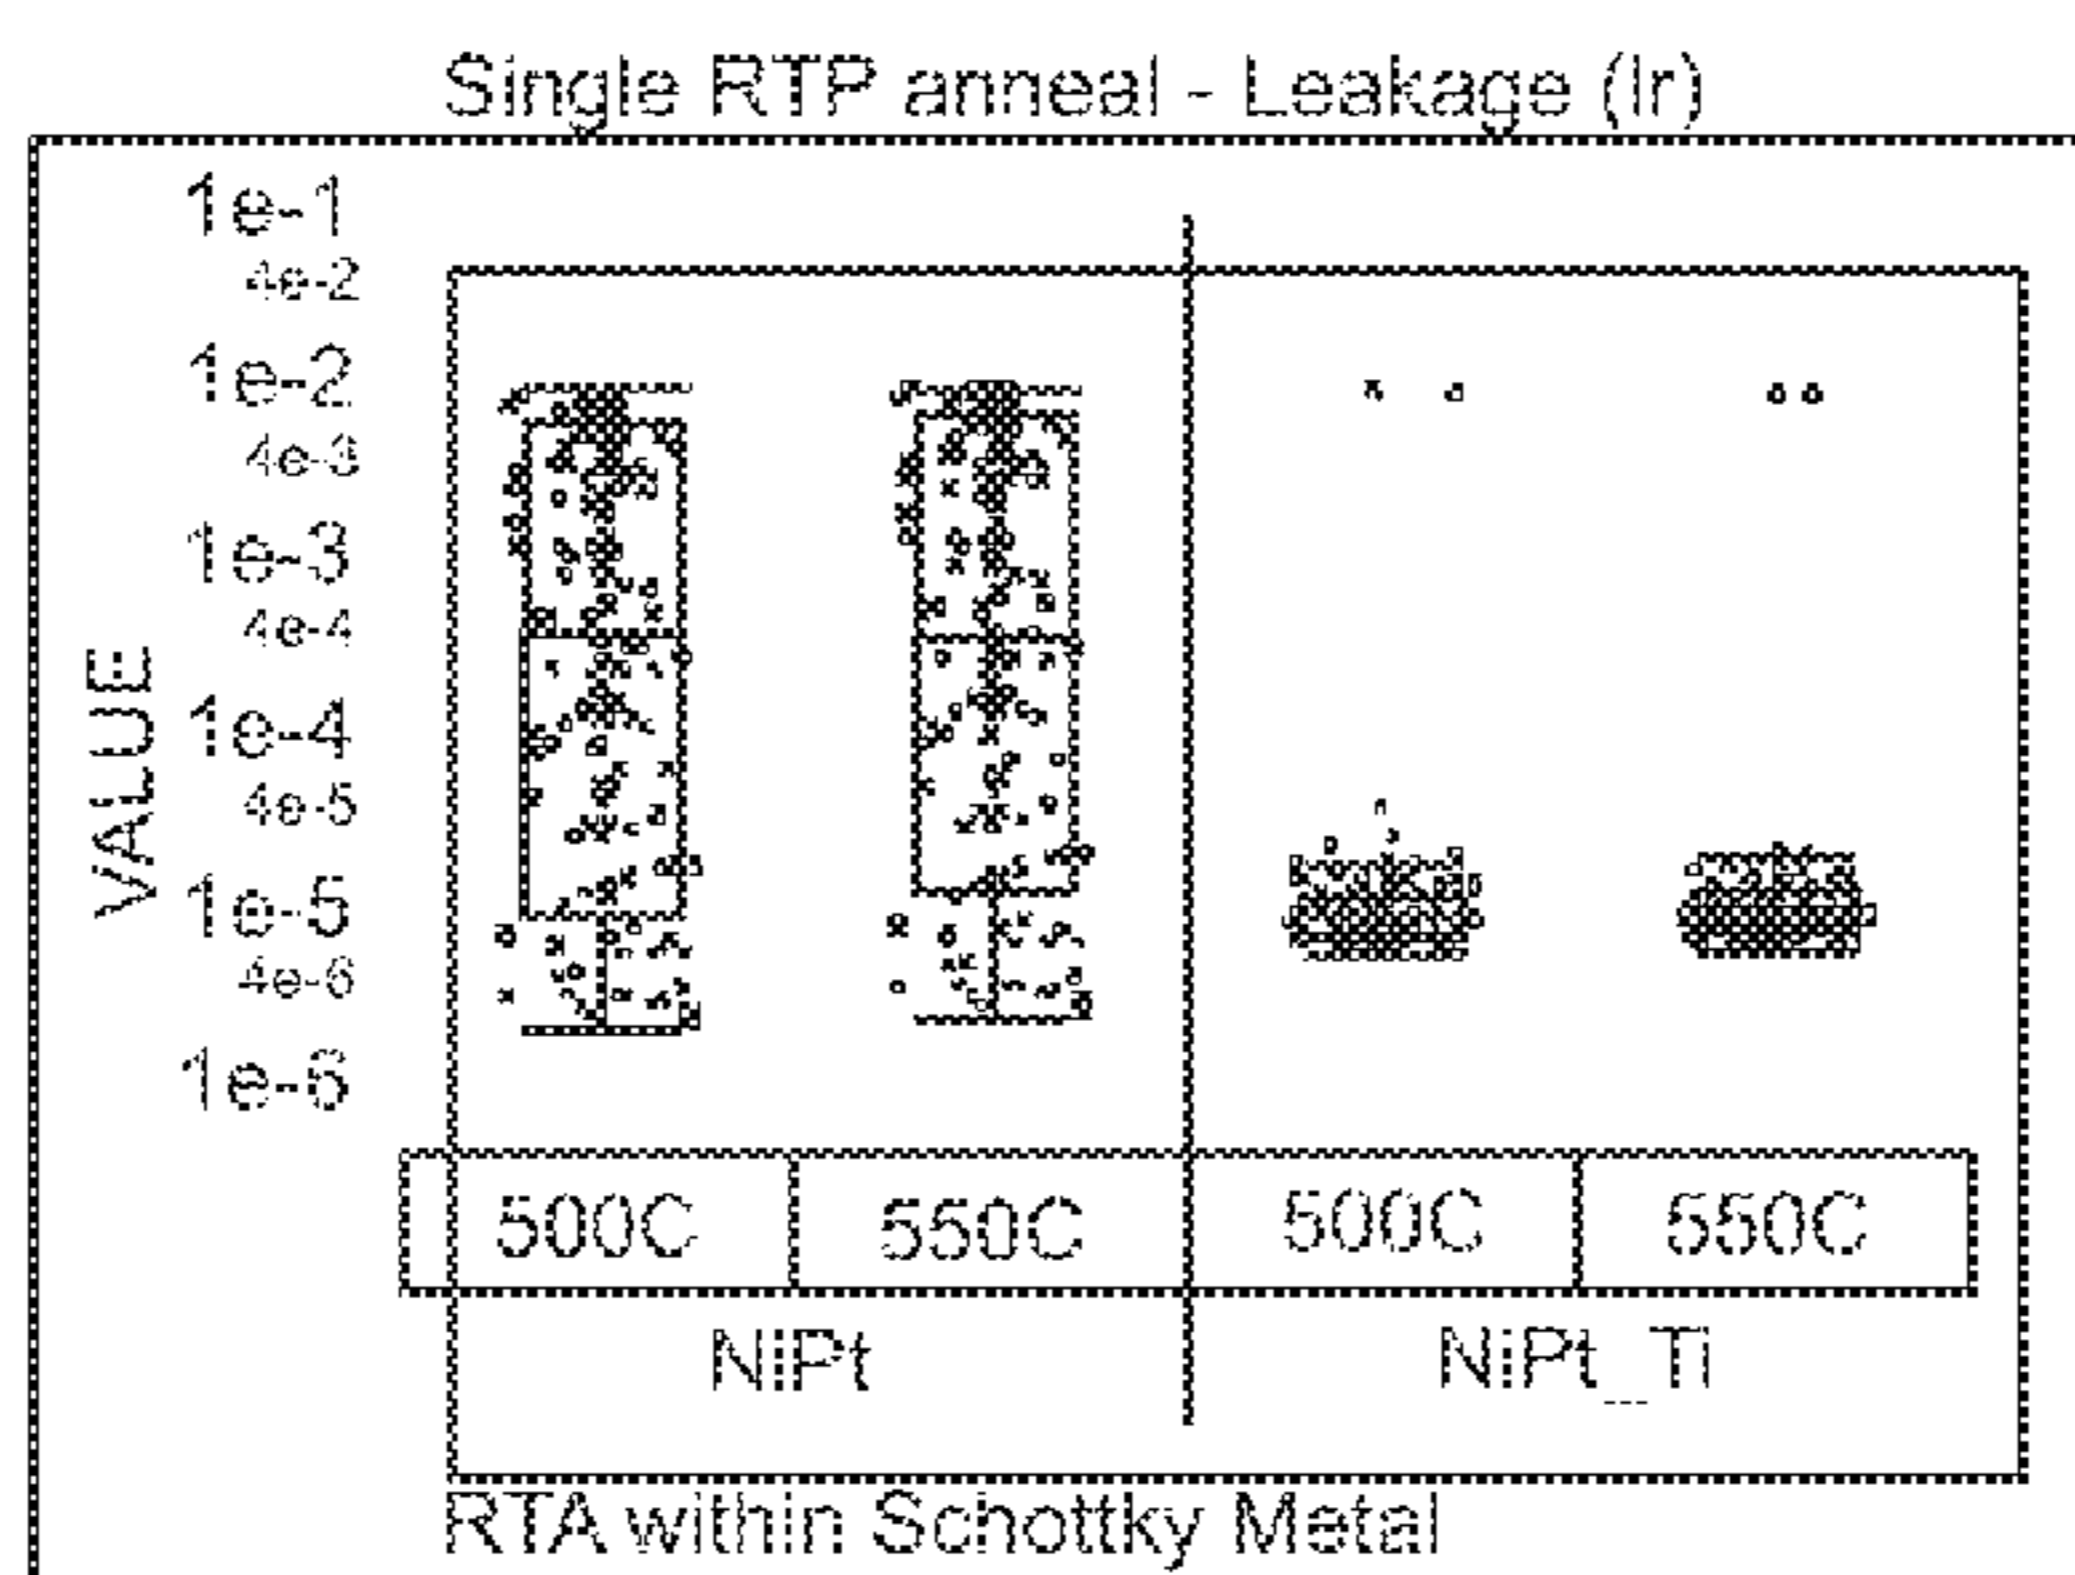 Single RTP anneal - Leakage (Ir)
1e-1
4e-2
1e-2
4e-3
1e-3
4e-4
1e-4
4e-5
1e-5
4e-6
1e-6
VALUE
500C 550C 500C 550C
NiPt NiPt_Ti
RTA within Schottky Metal